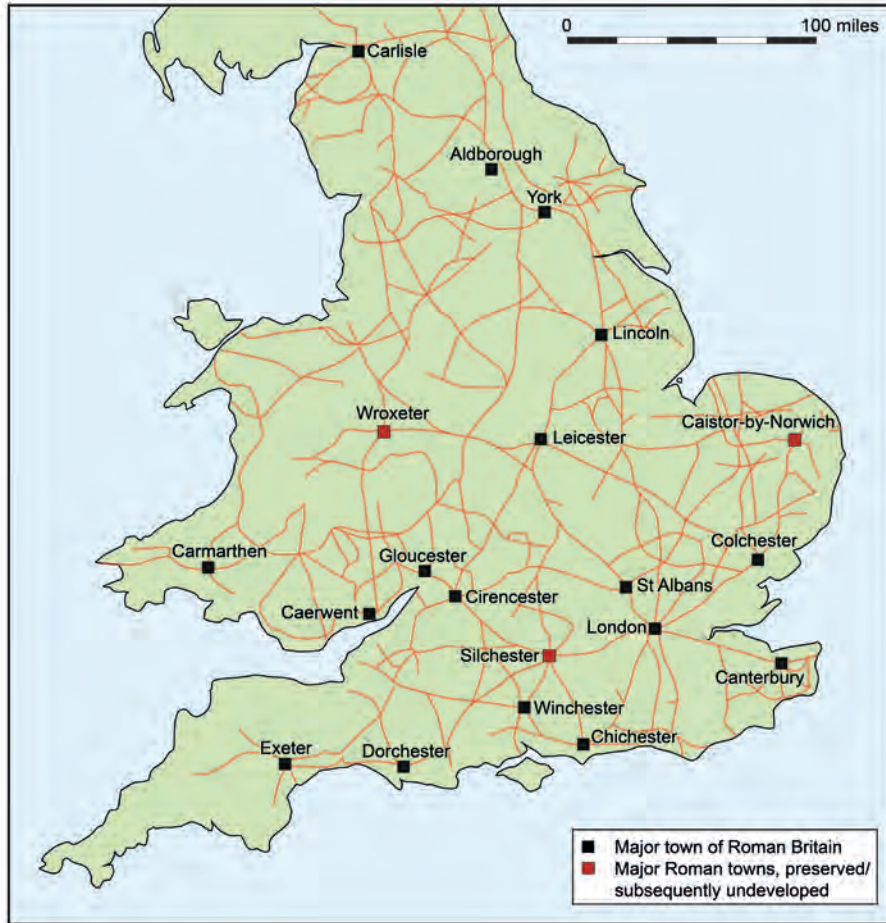 0 100 miles
Carlisle
Aldborough
York
Lincoln
Wroxeter
Leicester
Caistor-by-Norwich
Colchester
Carmarthen
Gloucester
St Albans
Cirencester
Caerwent
London
Silchester
Canterbury
Winchester
Chichester
Exeter
Dorchester
Major town of Roman Britain
Major Roman towns, preserved/
subsequently undeveloped